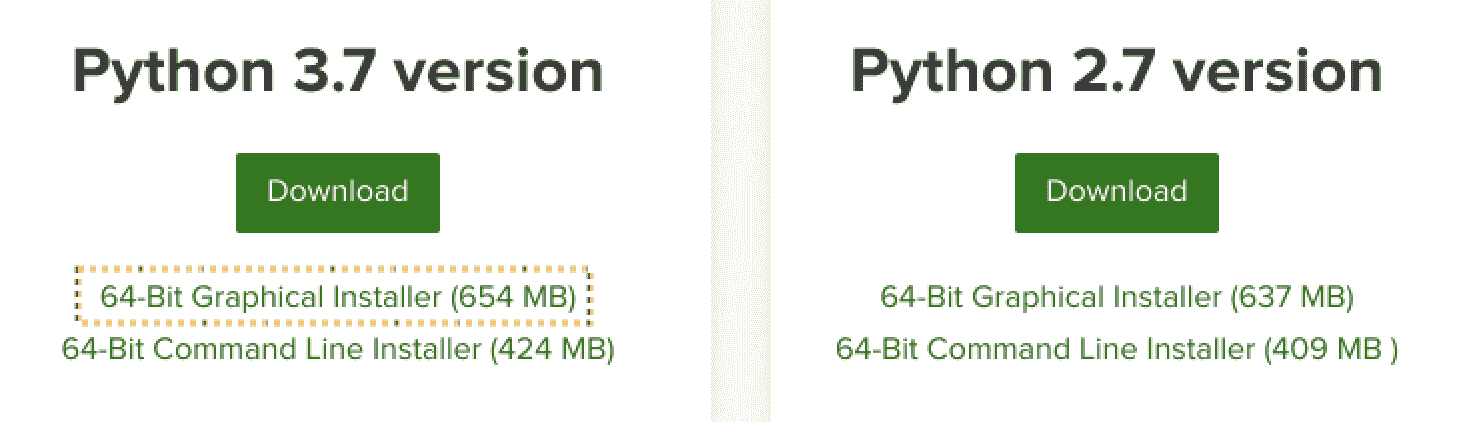 Python 3.7 version
Download
64-Bit Graphical Installer (654 MB)
64-Bit Command Line Installer (424 MB)
Python 2.7 version
Download
64-Bit Graphical Installer (637 MB)
64-Bit Command Line Installer (409 MB )